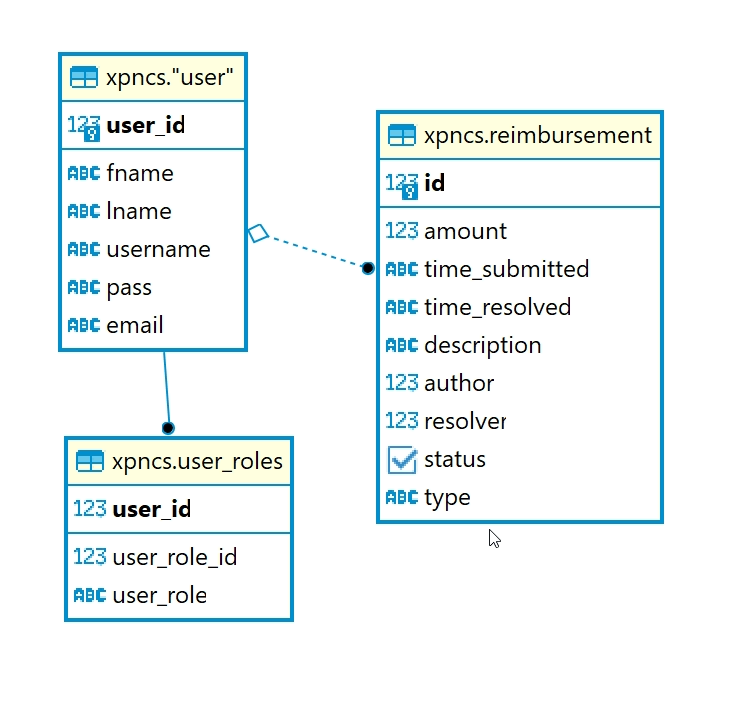 xpncs."user"
123 user_id
ABC fname
ABC lname
ABC username
ABC pass
ABC email
xpncs.reimbursement
123 id
123 amount
ABC time_submitted
ABC time_resolved
ABC description
123 author
123 resolver
status
ABC type
xpncs.user_roles
123 user_id
123 user_role_id
ABC user_role